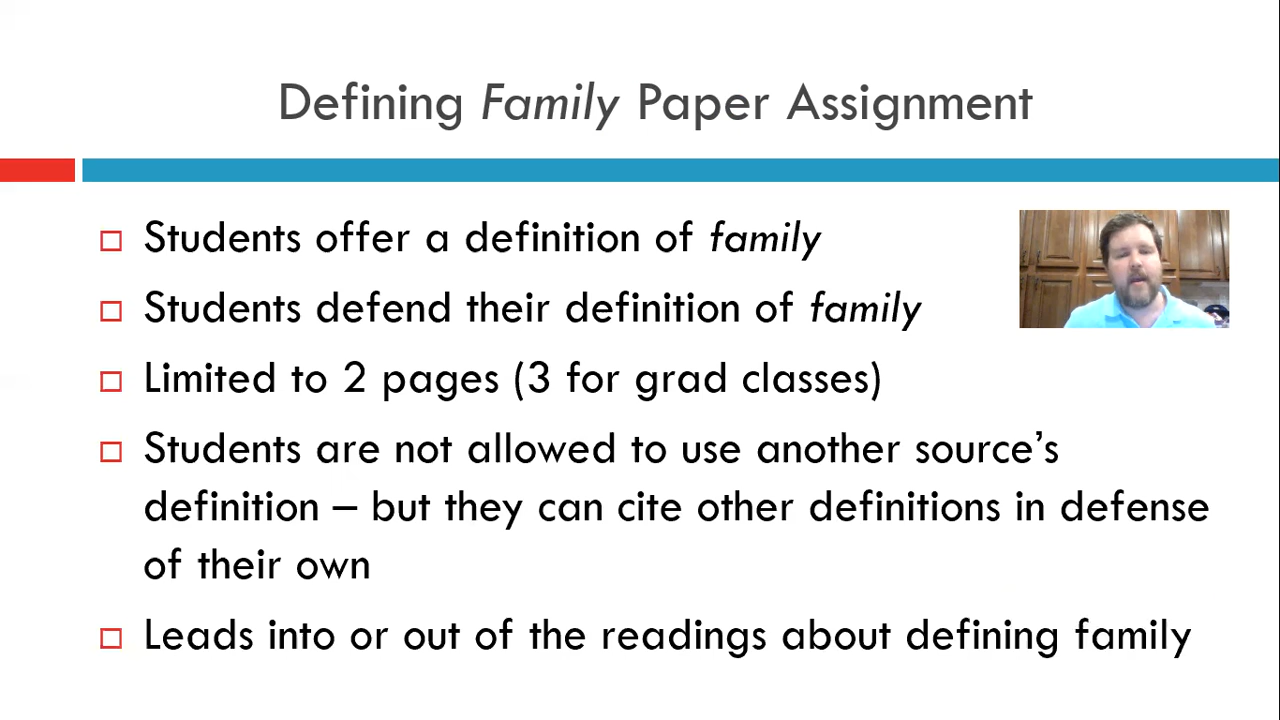 Defining Family Paper Assignment
Students offer a definition of family
Students defend their definition of family
Limited to 2 pages (3 for grad classes)
Students are not allowed to use another source’s
definition – but they can cite other definitions in defense
of their own
Leads into or out of the readings about defining family